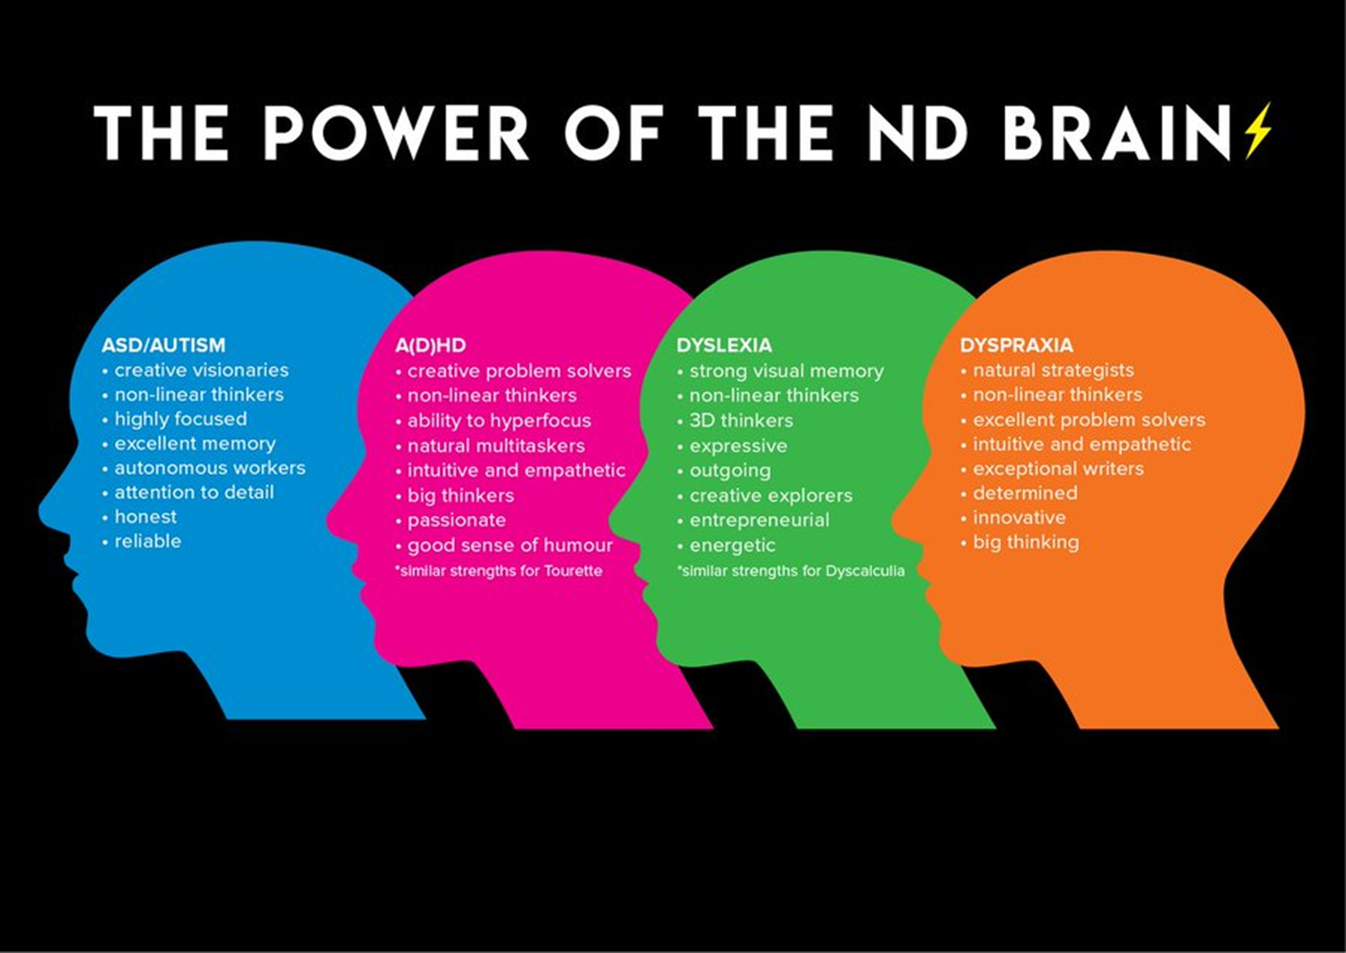 THE POWER OF THE ND BRAIN
ASD/AUTISM
• creative visionaries
• non-linear thinkers
• highly focused
• excellent memory
• autonomous workers
• attention to detail
• honest
• reliable
A(D)HD
• creative problem solvers
• non-linear thinkers
• ability to hyperfocus
• natural multitaskers
• intuitive and empathetic
• big thinkers
• passionate
• good sense of humour
*similar strengths for Tourette
DYSLEXIA
• strong visual memory
• non-linear thinkers
• 3D thinkers
• expressive
• outgoing
• creative explorers
• entrepreneurial
• energetic
*similar strengths for Dyscalculia
DYSPRAXIA
• natural strategists
• non-linear thinkers
• excellent problem solvers
• intuitive and empathetic
• exceptional writers
• determined
• innovative
• big thinking